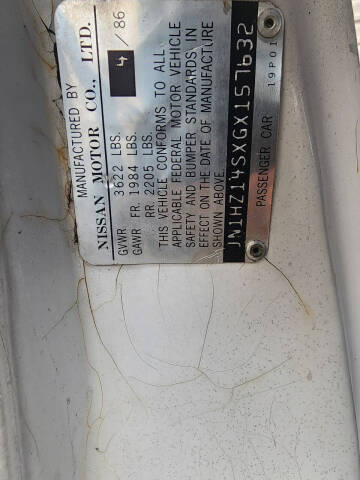 MANUFACTURED BY 4 / 86
NISSAN MOTOR CO., LTD.
GVWR 3622 LBS.
GAWR FR. 1984 LBS.
RR. 2205 LBS.
THIS VEHICLE CONFORMS TO ALL
APPLICABLE FEDERAL MOTOR VEHICLE
SAFETY AND BUMPER STANDARDS IN
EFFECT ON THE DATE OF MANUFACTURE
SHOWN ABOVE.
JN1HZ14SXGX157632
PASSENGER CAR 19P01